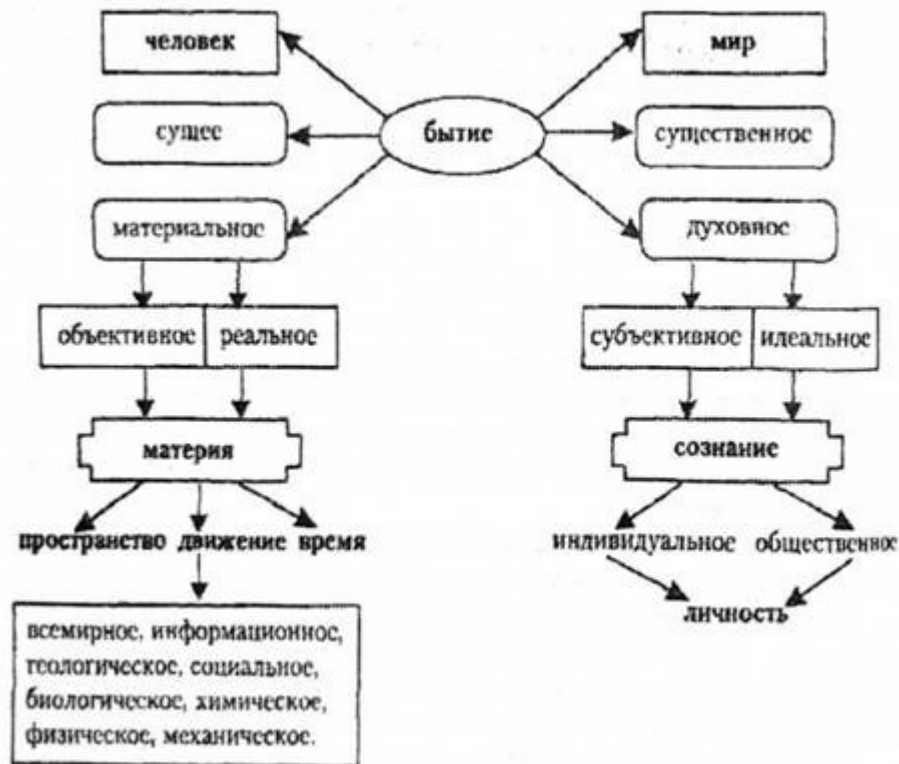 человек
мир
сущее
бытие
существенное
материальное
духовное
объективное
реальное
субъективное
идеальное
материя
сознание
пространство движение время
индивидуальное общественное
личность
всемирное, информационное,
геологическое, социальное,
биологическое, химическое,
физическое, механическое.